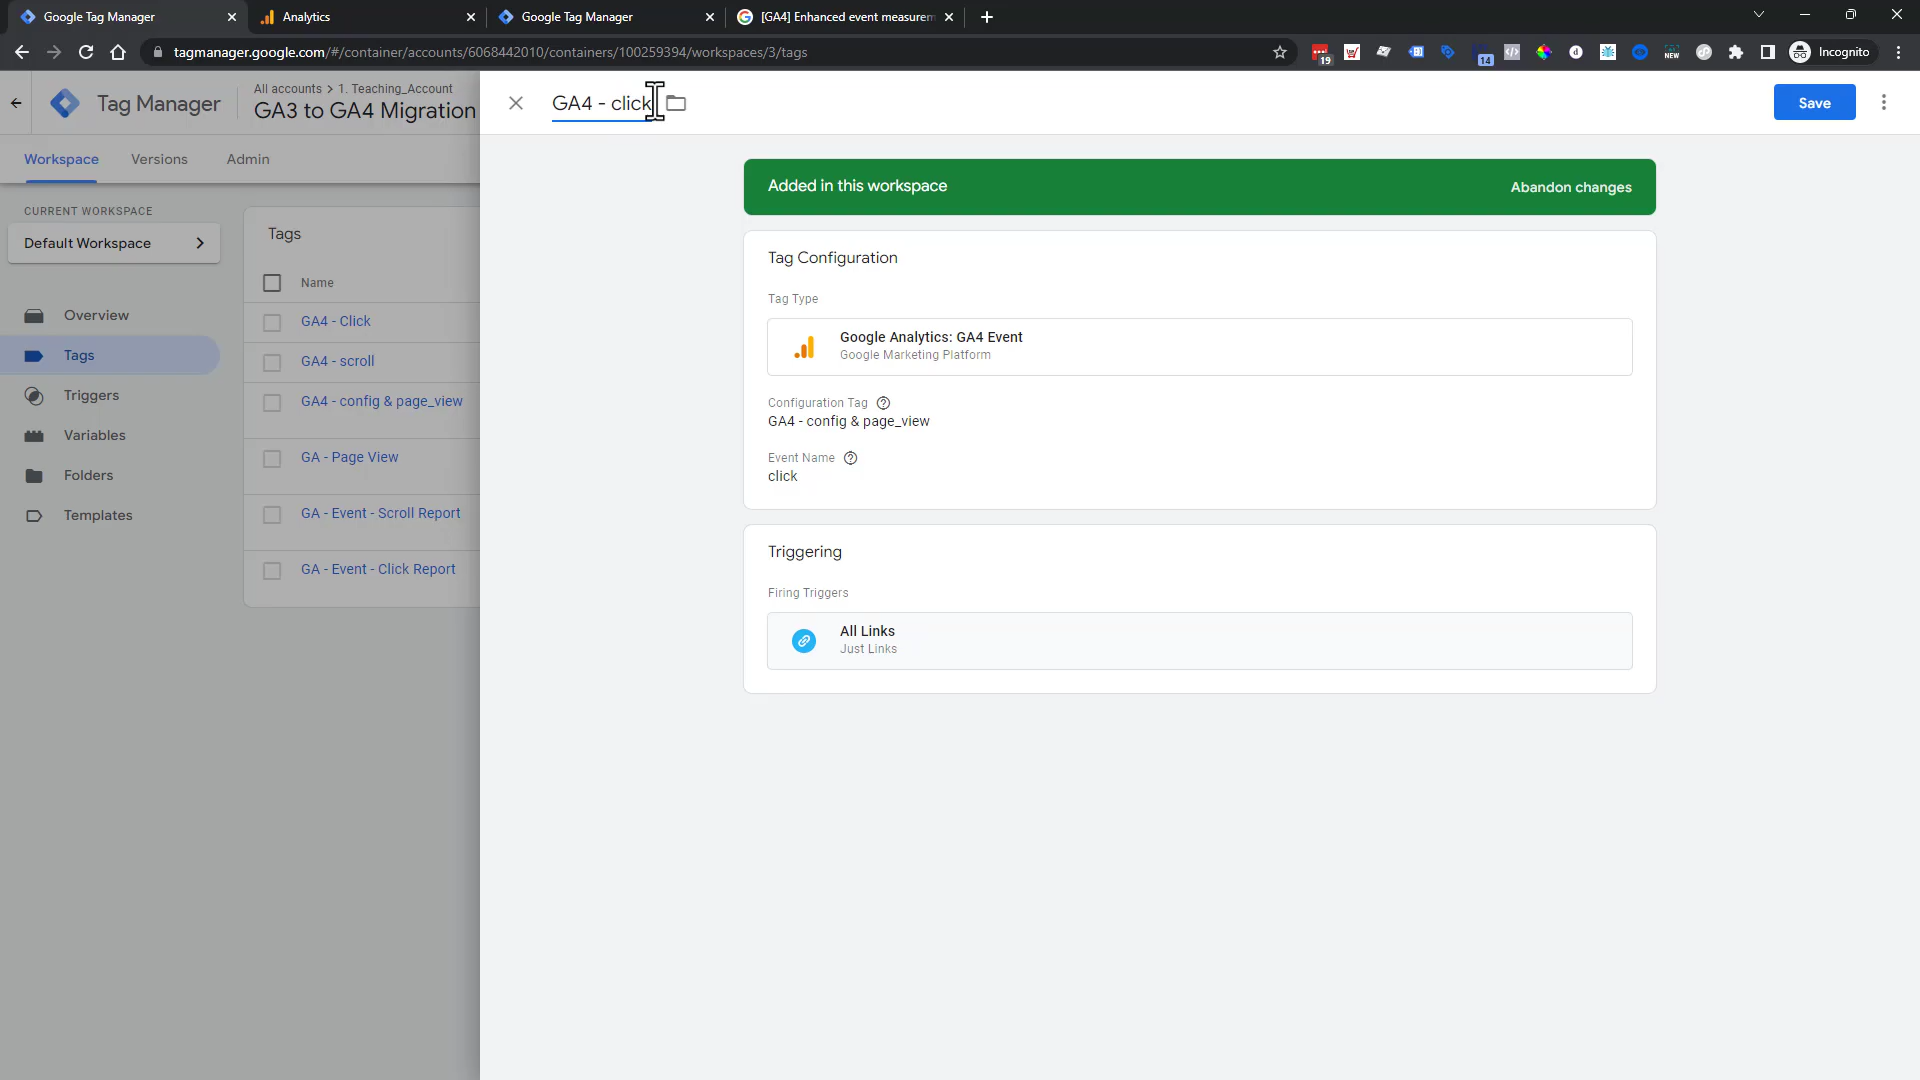 Google Tag Manager
Analytics
Google Tag Manager
[GA4] Enhanced event measurem
tagmanager.google.com/#/container/accounts/6068442010/containers/100259394/workspaces/3/tags
19
14
NEW
Incognito
Tag Manager
All accounts > 1. Teaching_Account
GA3 to GA4 Migration
GA4 - click
Save
Workspace
Versions
Admin
CURRENT WORKSPACE
Default Workspace
Overview
Tags
Triggers
Variables
Folders
Templates
Tags
Name
GA4 - Click
GA4 - scroll
GA4 - config & page_view
GA - Page View
GA - Event - Scroll Report
GA - Event - Click Report
Added in this workspace
Abandon changes
Tag Configuration
Tag Type
Google Analytics: GA4 Event
Google Marketing Platform
Configuration Tag
GA4 - config & page_view
Event Name
click
Triggering
Firing Triggers
All Links
Just Links